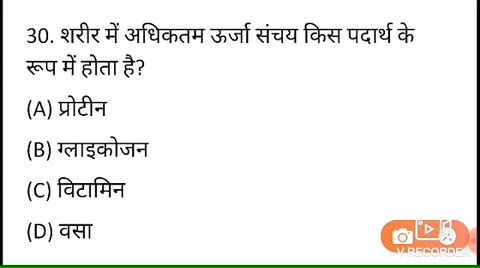 30. शरीर में अधिकतम ऊर्जा संचय किस पदार्थ के
रूप में होता है?
(A) प्रोटीन
(B) ग्लाइकोजन
(C) विटामिन
(D) वसा
V RECORDER